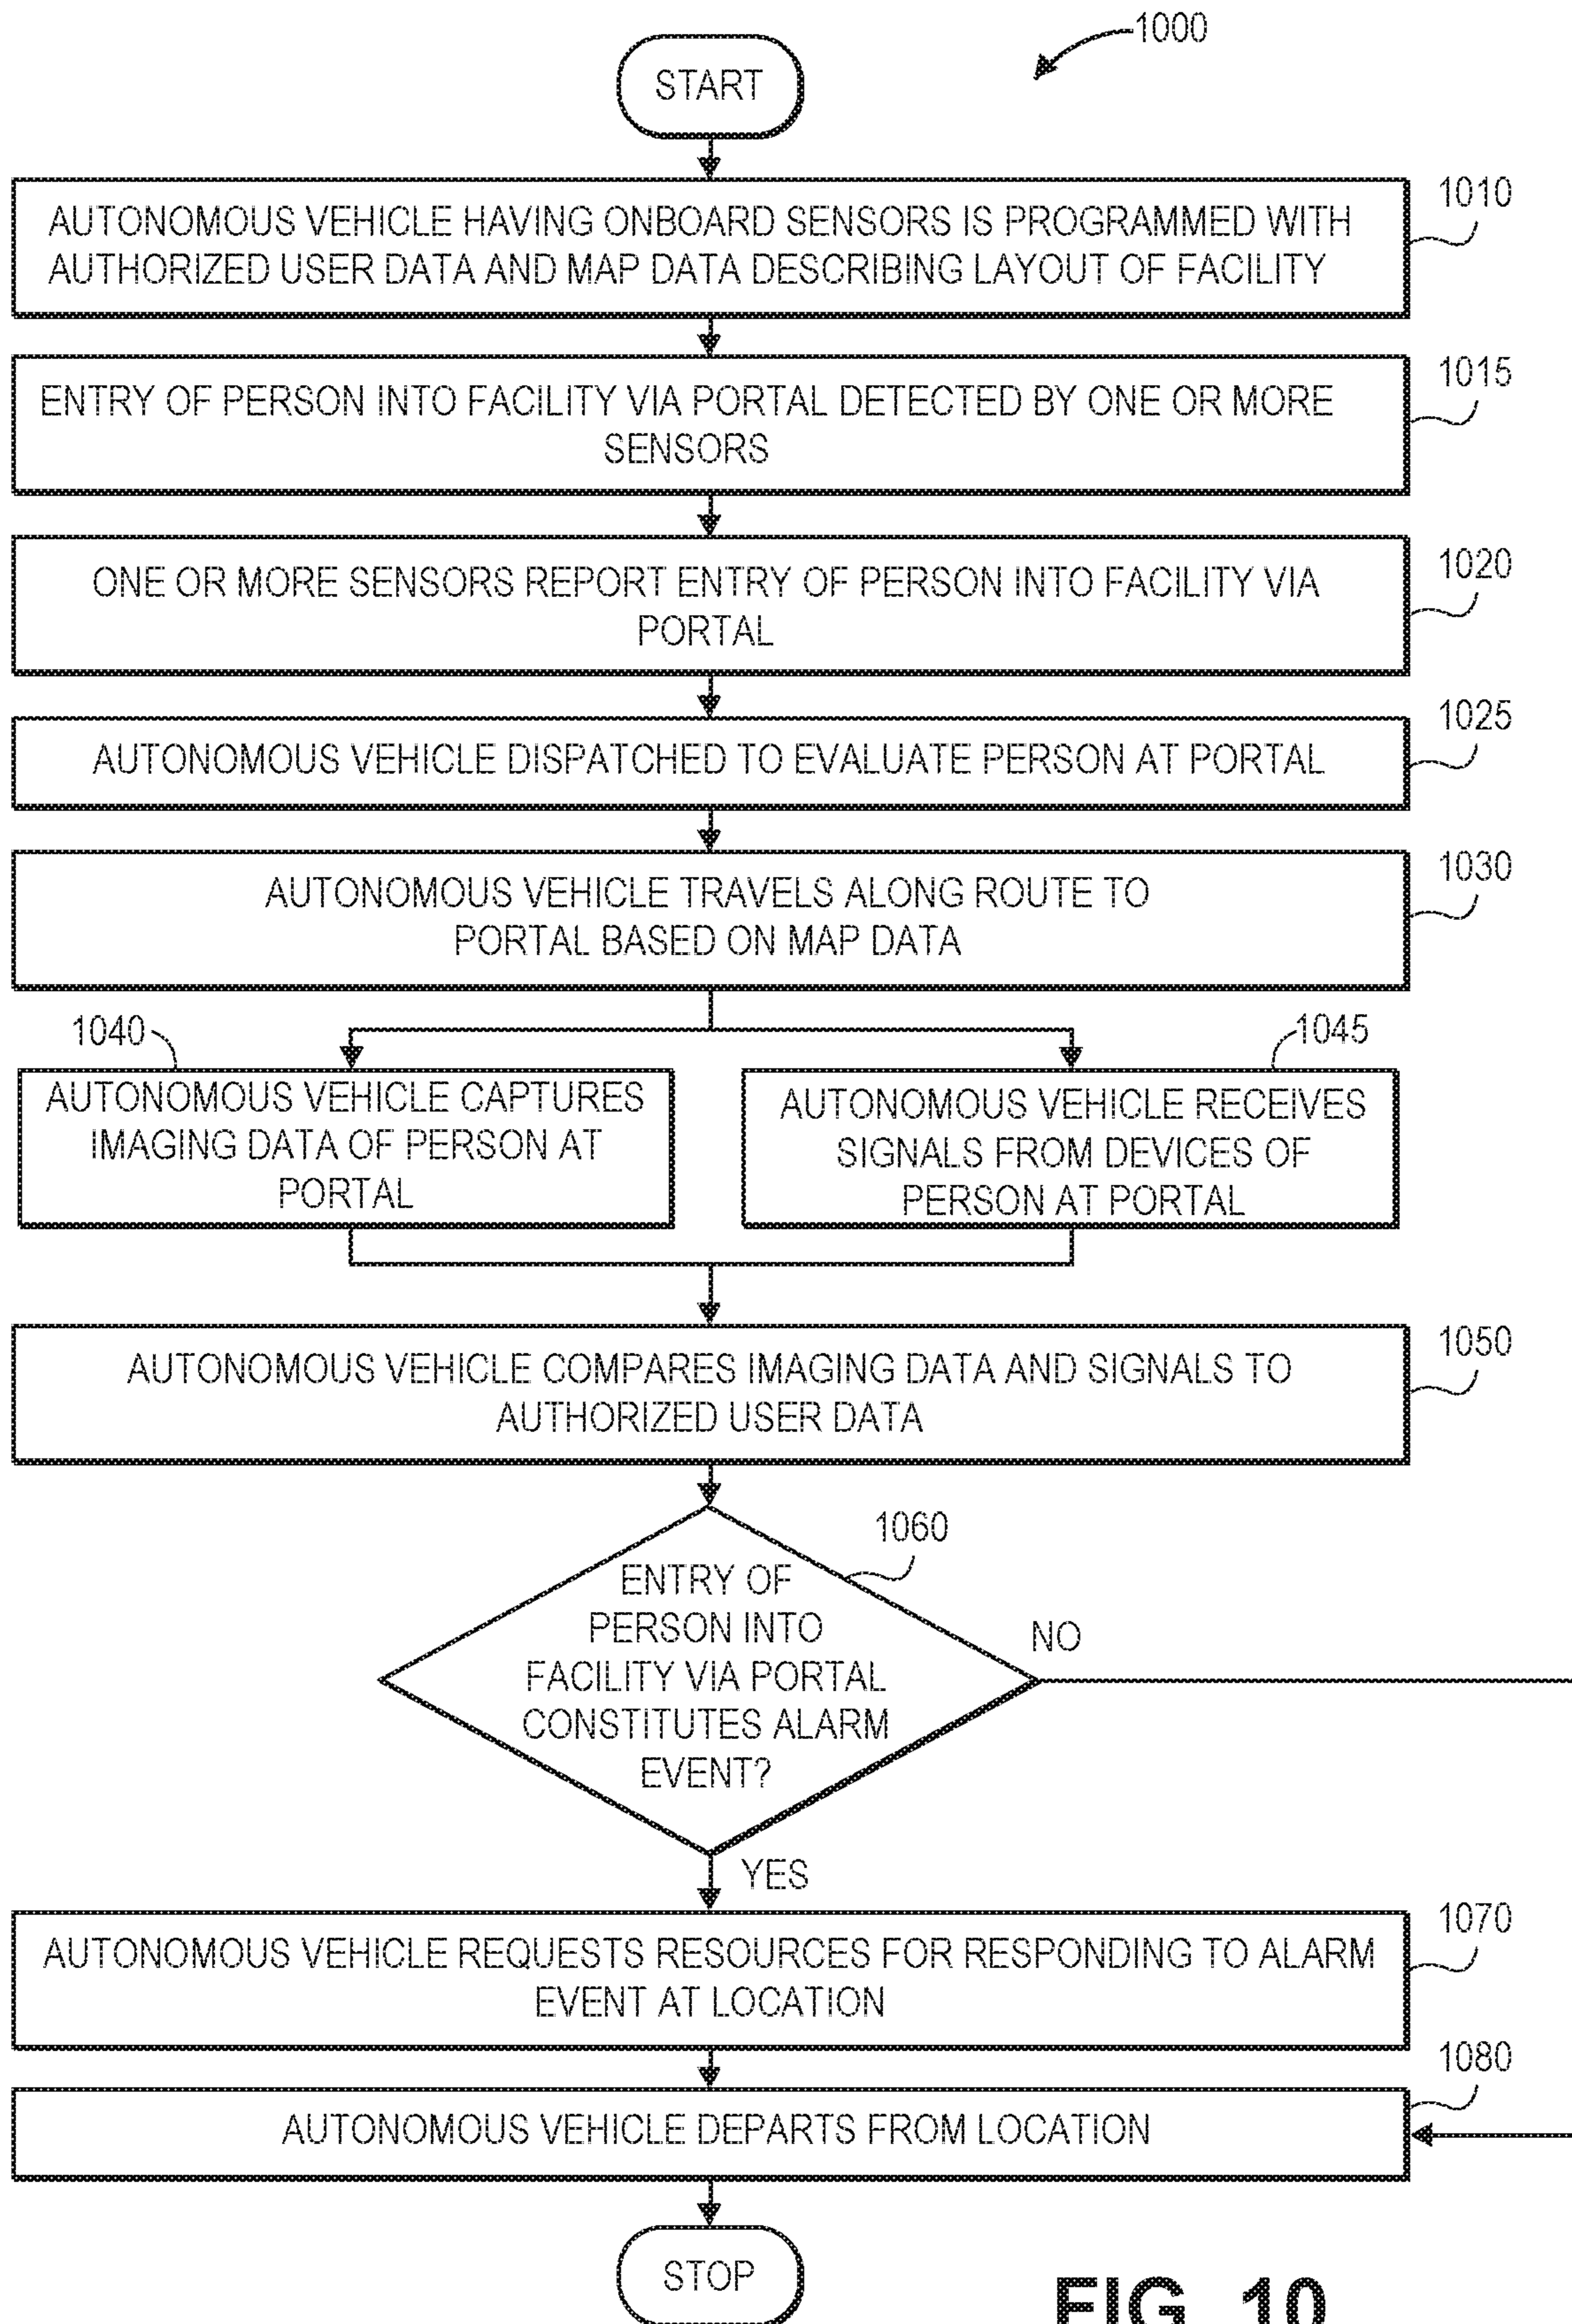 1000
START
AUTONOMOUS VEHICLE HAVING ONBOARD SENSORS IS PROGRAMMED WITH
AUTHORIZED USER DATA AND MAP DATA DESCRIBING LAYOUT OF FACILITY
1010
ENTRY OF PERSON INTO FACILITY VIA PORTAL DETECTED BY ONE OR MORE
SENSORS
1015
ONE OR MORE SENSORS REPORT ENTRY OF PERSON INTO FACILITY VIA
PORTAL
1020
AUTONOMOUS VEHICLE DISPATCHED TO EVALUATE PERSON AT PORTAL
1025
AUTONOMOUS VEHICLE TRAVELS ALONG ROUTE TO
PORTAL BASED ON MAP DATA
1030
1040
AUTONOMOUS VEHICLE CAPTURES
IMAGING DATA OF PERSON AT
PORTAL
1045
AUTONOMOUS VEHICLE RECEIVES
SIGNALS FROM DEVICES OF
PERSON AT PORTAL
AUTONOMOUS VEHICLE COMPARES IMAGING DATA AND SIGNALS TO
AUTHORIZED USER DATA
1050
1060
ENTRY OF
PERSON INTO
FACILITY VIA PORTAL
CONSTITUTES ALARM
EVENT?
NO
YES
AUTONOMOUS VEHICLE REQUESTS RESOURCES FOR RESPONDING TO ALARM
EVENT AT LOCATION
1070
AUTONOMOUS VEHICLE DEPARTS FROM LOCATION
1080
STOP
FIG. 10